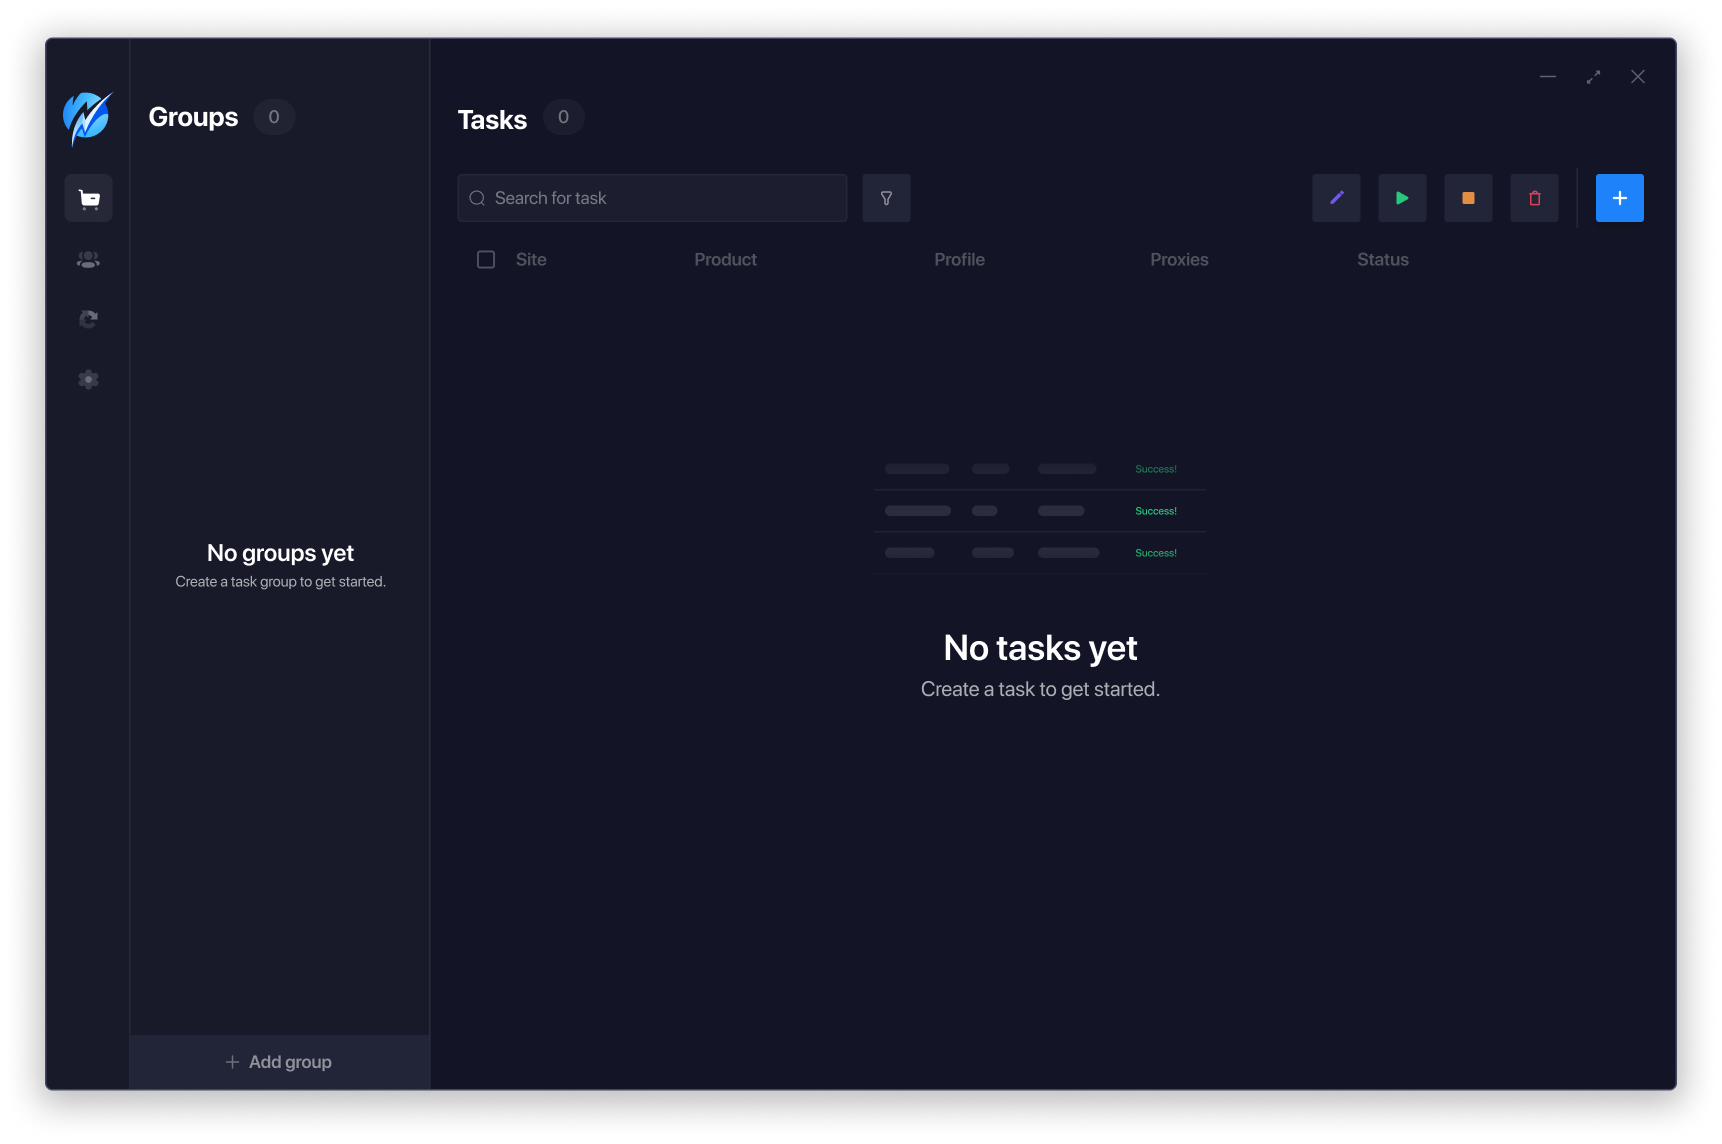 Groups 0
Tasks 0
Search for task
Site Product Profile Proxies Status
Success!
Success!
Success!
No groups yet
Create a task group to get started.
No tasks yet
Create a task to get started.
Add group